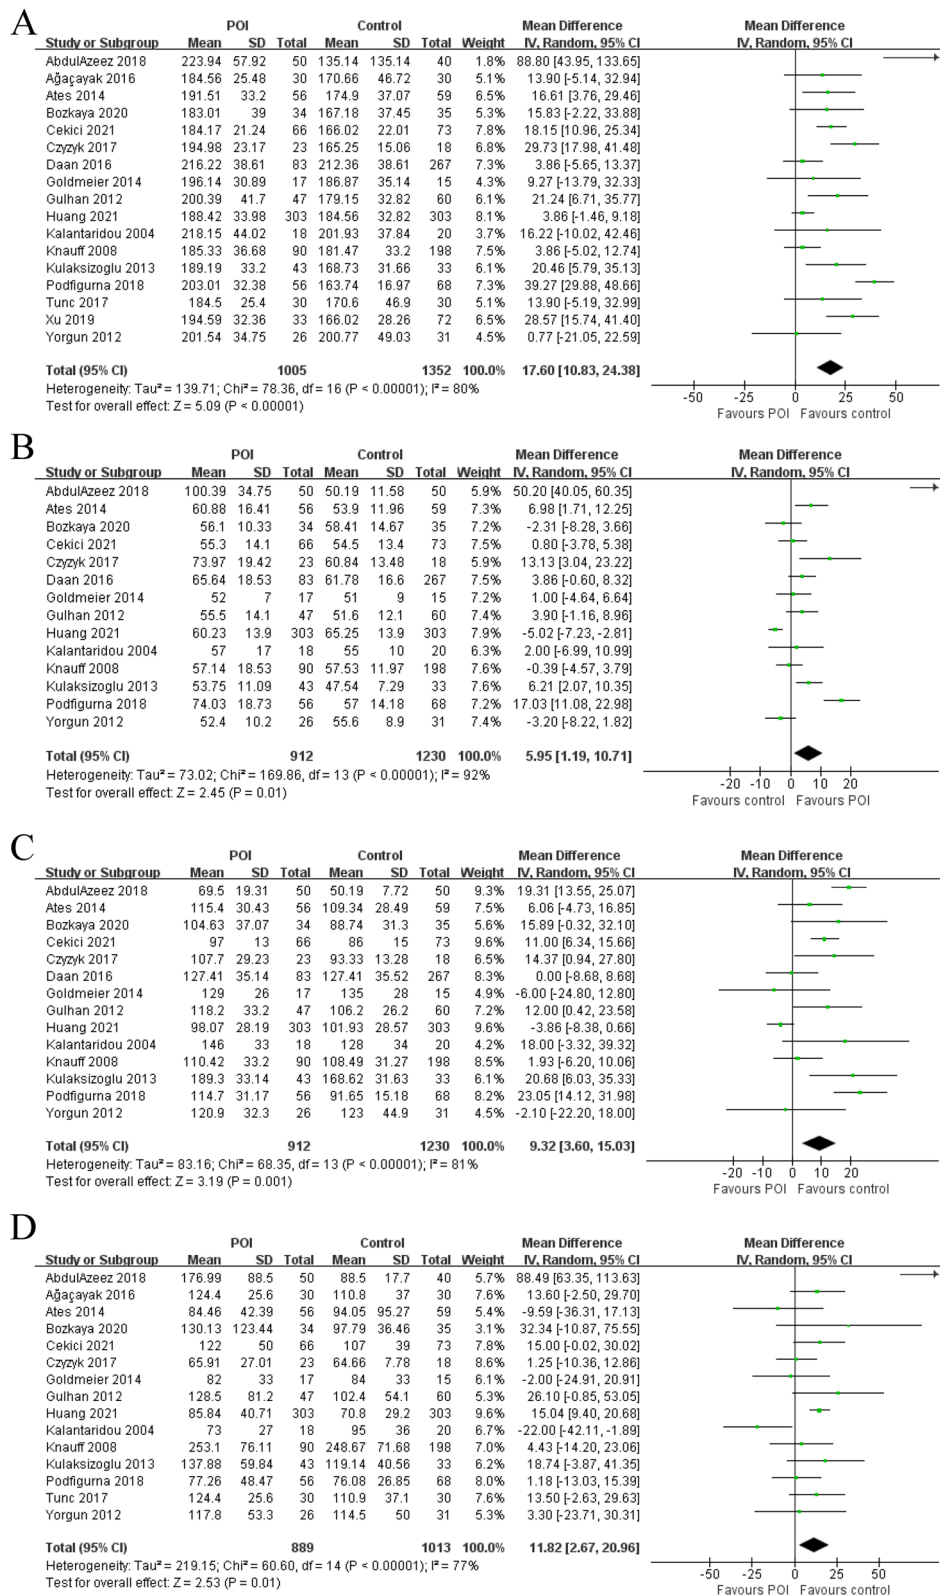 A
POI Control Mean Difference Mean Difference
Study or Subgroup Mean SD Total Mean SD Total Weight IV, Random, 95% CI IV, Random, 95% CI
AbdulAzeez 2018 223.94 57.92 50 135.14 135.14 40 1.8% 88.80 [43.95, 133.65]
Ağaçayak 2016 184.56 25.48 30 170.66 46.72 30 5.1% 13.90 [-5.14, 32.94]
Ates 2014 191.51 33.2 56 174.9 37.07 59 6.5% 16.61 [3.76, 29.46]
Bozkaya 2020 183.01 39 34 167.18 37.45 35 5.3% 15.83 [-2.22, 33.88]
Cekici 2021 184.17 21.24 66 166.02 22.01 73 7.8% 18.15 [10.96, 25.34]
Czyzyk 2017 194.98 23.17 23 165.25 15.06 18 6.8% 29.73 [17.98, 41.48]
Daan 2016 216.22 38.61 83 212.36 38.61 267 7.3% 3.86 [-5.65, 13.37]
Goldmeier 2014 196.14 30.89 17 186.87 35.14 15 4.3% 9.27 [-13.79, 32.33]
Gulhan 2012 200.39 41.7 47 179.15 32.82 60 6.1% 21.24 [6.71, 35.77]
Huang 2021 188.42 33.98 303 184.56 32.82 303 8.1% 3.86 [-1.46, 9.18]
Kalantaridou 2004 218.15 44.02 18 201.93 37.84 20 3.7% 16.22 [-10.02, 42.46]
Knauff 2008 185.33 36.68 90 181.47 33.2 198 7.5% 3.86 [-5.02, 12.74]
Kulaksizoglu 2013 189.19 33.2 43 168.73 31.66 33 6.1% 20.46 [5.79, 35.13]
Podfigurna 2018 203.01 32.38 56 163.74 16.97 68 7.4% 39.27 [29.88, 48.66]
Tunc 2017 184.5 25.4 30 170.6 46.9 30 5.1% 13.90 [-5.19, 32.99]
Xu 2019 194.59 32.36 33 166.02 28.26 72 6.5% 28.57 [15.74, 41.40]
Yorgun 2012 201.54 34.75 26 200.77 49.03 31 4.5% 0.77 [-21.05, 22.59]
Total (95% CI) 1005 1352 100.0% 17.60 [10.83, 24.38]
Heterogeneity: Tau² = 139.71; Chi² = 78.36, df = 16 (P < 0.00001); I² = 80%
Test for overall effect: Z = 5.09 (P < 0.00001)
-50 -25 0 25 50
Favours POI Favours control
B
POI Control Mean Difference Mean Difference
Study or Subgroup Mean SD Total Mean SD Total Weight IV, Random, 95% CI IV, Random, 95% CI
AbdulAzeez 2018 100.39 34.75 50 50.19 11.58 50 5.9% 50.20 [40.05, 60.35]
Ates 2014 60.88 16.41 56 53.9 11.96 59 7.3% 6.98 [1.71, 12.25]
Bozkaya 2020 56.1 10.33 34 58.41 14.67 35 7.2% -2.31 [-8.28, 3.66]
Cekici 2021 55.3 14.1 66 54.5 13.4 73 7.5% 0.80 [-3.78, 5.38]
Czyzyk 2017 73.97 19.42 23 60.84 13.48 18 5.9% 13.13 [3.04, 23.22]
Daan 2016 65.64 18.53 83 61.78 16.6 267 7.5% 3.86 [-0.60, 8.32]
Goldmeier 2014 52 7 17 51 9 15 7.2% 1.00 [-4.64, 6.64]
Gulhan 2012 55.5 14.1 47 51.6 12.1 60 7.4% 3.90 [-1.16, 8.96]
Huang 2021 60.23 13.9 303 65.25 13.9 303 7.9% -5.02 [-7.23, -2.81]
Kalantaridou 2004 57 17 18 55 10 20 6.3% 2.00 [-6.99, 10.99]
Knauff 2008 57.14 18.53 90 57.53 11.97 198 7.6% -0.39 [-4.57, 3.79]
Kulaksizoglu 2013 53.75 11.09 43 47.54 7.29 33 7.6% 6.21 [2.07, 10.35]
Podfigurna 2018 74.03 18.73 56 57 14.18 68 7.2% 17.03 [11.08, 22.98]
Yorgun 2012 52.4 10.2 26 55.6 8.9 31 7.4% -3.20 [-8.22, 1.82]
Total (95% CI) 912 1230 100.0% 5.95 [1.19, 10.71]
Heterogeneity: Tau² = 73.02; Chi² = 169.86, df = 13 (P < 0.00001); I² = 92%
Test for overall effect: Z = 2.45 (P = 0.01)
-20 -10 0 10 20
Favours control Favours POI
C
POI Control Mean Difference Mean Difference
Study or Subgroup Mean SD Total Mean SD Total Weight IV, Random, 95% CI IV, Random, 95% CI
AbdulAzeez 2018 69.5 19.31 50 50.19 7.72 50 9.3% 19.31 [13.55, 25.07]
Ates 2014 115.4 30.43 56 109.34 28.49 59 7.5% 6.06 [-4.73, 16.85]
Bozkaya 2020 104.63 37.07 34 88.74 31.3 35 5.6% 15.89 [-0.32, 32.10]
Cekici 2021 97 13 66 86 15 73 9.6% 11.00 [6.34, 15.66]
Czyzyk 2017 107.7 29.23 23 93.33 13.28 18 6.5% 14.37 [0.94, 27.80]
Daan 2016 127.41 35.14 83 127.41 35.52 267 8.3% 0.00 [-8.68, 8.68]
Goldmeier 2014 129 26 17 135 28 15 4.9% -6.00 [-24.80, 12.80]
Gulhan 2012 118.2 33.2 47 106.2 26.2 60 7.2% 12.00 [0.42, 23.58]
Huang 2021 98.07 28.19 303 101.93 28.57 303 9.6% -3.86 [-8.38, 0.66]
Kalantaridou 2004 146 33 18 128 34 20 4.2% 18.00 [-3.32, 39.32]
Knauff 2008 110.42 33.2 90 108.49 31.27 198 8.5% 1.93 [-6.20, 10.06]
Kulaksizoglu 2013 189.3 33.14 43 168.62 31.63 33 6.1% 20.68 [6.03, 35.33]
Podfigurna 2018 114.7 31.17 56 91.65 15.18 68 8.2% 23.05 [14.12, 31.98]
Yorgun 2012 120.9 32.3 26 123 44.9 31 4.5% -2.10 [-22.20, 18.00]
Total (95% CI) 912 1230 100.0% 9.32 [3.60, 15.03]
Heterogeneity: Tau² = 83.16; Chi² = 68.35, df = 13 (P < 0.00001); I² = 81%
Test for overall effect: Z = 3.19 (P = 0.001)
-20 -10 0 10 20
Favours POI Favours control
D
POI Control Mean Difference Mean Difference
Study or Subgroup Mean SD Total Mean SD Total Weight IV, Random, 95% CI IV, Random, 95% CI
AbdulAzeez 2018 176.99 88.5 50 88.5 17.7 40 5.7% 88.49 [63.35, 113.63]
Ağaçayak 2016 124.4 25.6 30 110.8 37 30 7.6% 13.60 [-2.50, 29.70]
Ates 2014 84.46 42.39 56 94.05 95.27 59 5.4% -9.59 [-36.31, 17.13]
Bozkaya 2020 130.13 123.44 34 97.79 36.46 35 3.1% 32.34 [-10.87, 75.55]
Cekici 2021 122 50 66 107 39 73 7.9% 15.00 [-0.02, 30.02]
Czyzyk 2017 65.91 27.01 23 64.66 7.78 18 8.5% 1.25 [-10.36, 12.86]
Goldmeier 2014 82 33 17 84 33 15 6.1% -2.00 [-24.91, 20.91]
Gulhan 2012 128.5 81.2 47 102.4 54.1 60 5.4% 26.10 [-0.85, 53.05]
Huang 2021 85.84 40.71 303 70.8 29.2 303 9.6% 15.04 [9.40, 20.68]
Kalantaridou 2004 73 27 18 95 36 20 6.7% -22.00 [-42.11, -1.89]
Knauff 2008 253.1 76.11 90 248.67 71.68 198 7.0% 4.43 [-14.20, 23.06]
Kulaksizoglu 2013 137.88 59.84 43 119.14 40.56 33 6.2% 18.74 [-3.87, 41.35]
Podfigurna 2018 77.26 48.47 56 76.08 26.85 68 8.0% 1.18 [-13.03, 15.39]
Tunc 2017 124.4 25.6 30 110.9 37.1 30 7.6% 13.50 [-2.63, 29.63]
Yorgun 2012 117.8 53.3 26 114.5 50 31 5.4% 3.30 [-23.71, 30.31]
Total (95% CI) 889 1013 100.0% 11.82 [2.67, 20.96]
Heterogeneity: Tau² = 219.15; Chi² = 60.60, df = 14 (P < 0.00001); I² = 77%
Test for overall effect: Z = 2.53 (P = 0.01)
-50 -25 0 25 50
Favours POI Favours control